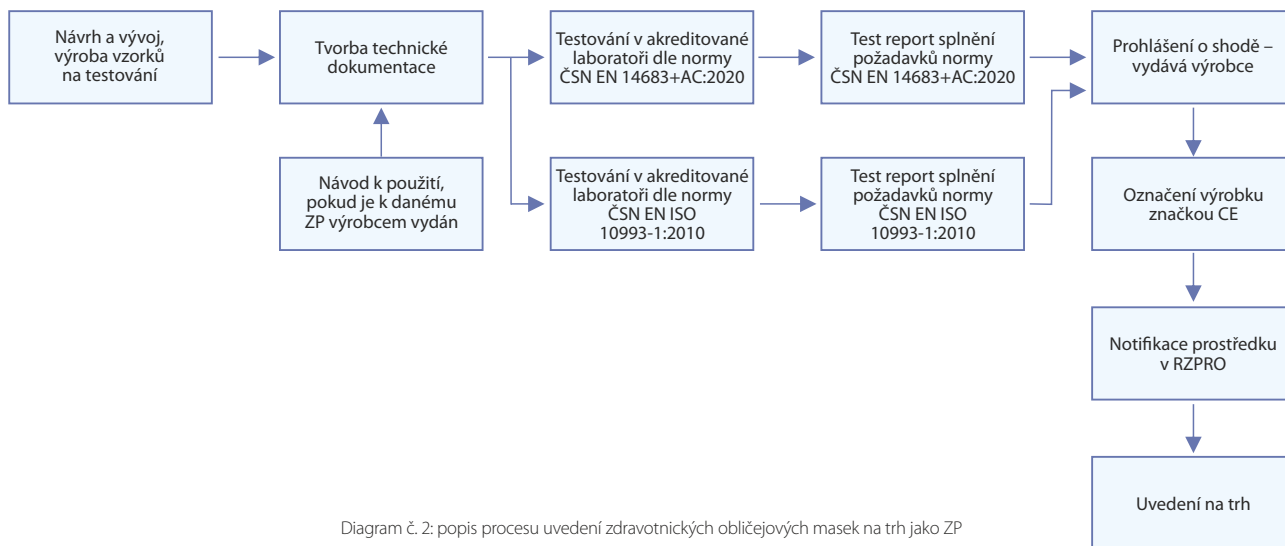 Návrh a vývoj,
výroba vzorků
na testování
Tvorba technické
dokumentace
Testování v akreditované
laboratoři dle normy
ČSN EN 14683+AC:2020
Test report splnění
požadavků normy
ČSN EN 14683+AC:2020
Prohlášení o shodě –
vydává výrobce
Návod k použití,
pokud je k danému
ZP výrobcem vydán
Testování v akreditované
laboratoři dle normy
ČSN EN ISO
10993-1:2010
Test report splnění
požadavků normy
ČSN EN ISO
10993-1:2010
Označení výrobku
značkou CE
Notifikace prostředku
v RZPRO
Uvedení na trh
Diagram č. 2: popis procesu uvedení zdravotnických obličejových masek na trh jako ZP